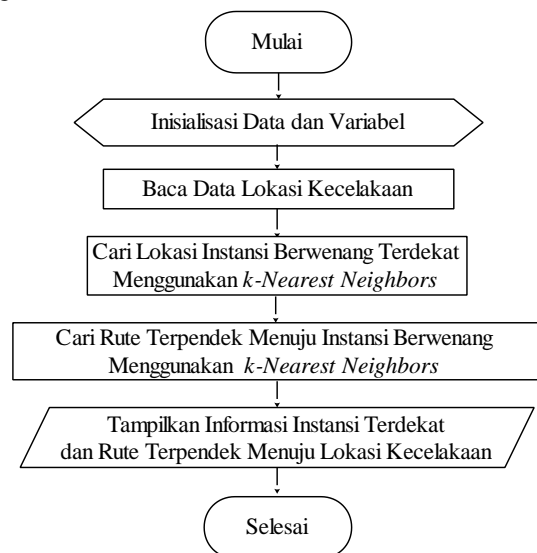 Mulai
Inisialisasi Data dan Variabel
Baca Data Lokasi Kecelakaan
Cari Lokasi Instansi Berwenang Terdekat
Menggunakan k-Nearest Neighbors
Cari Rute Terpendek Menuju Instansi Berwenang
Menggunakan k-Nearest Neighbors
Tampilkan Informasi Instansi Terdekat
dan Rute Terpendek Menuju Lokasi Kecelakaan
Selesai